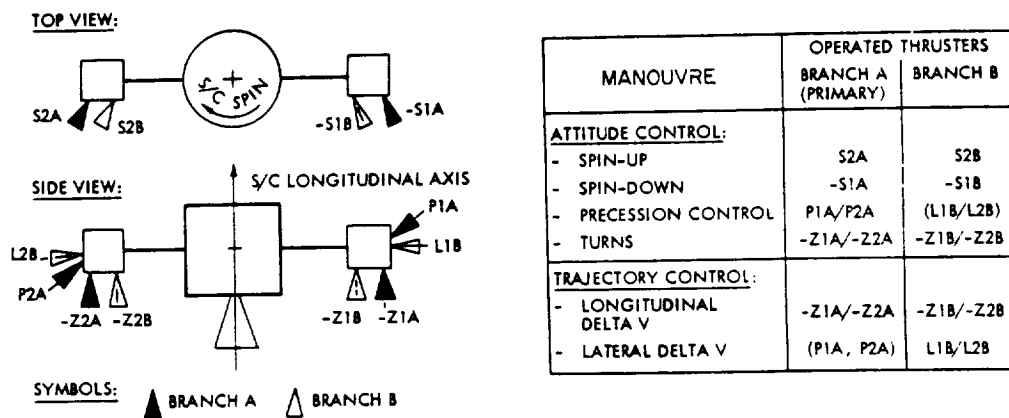 TOP VIEW:
S/C SPIN
S2A
S2B
-S1B
-S1A
SIDE VIEW:
S/C LONGITUDINAL AXIS
P1A
L2B
L1B
P2A
-Z2A
-Z2B
-Z1B
-Z1A
SYMBOLS:
BRANCH A
BRANCH B
MANOUVRE
OPERATED THRUSTERS
BRANCH A (PRIMARY)
BRANCH B
ATTITUDE CONTROL:
- SPIN-UP S2A S2B
- SPIN-DOWN -S1A -S1B
- PRECESSION CONTROL P1A/P2A (L1B/L2B)
- TURNS -Z1A/-Z2A -Z1B/-Z2B
TRAJECTORY CONTROL:
- LONGITUDINAL
DELTA V -Z1A/-Z2A -Z1B/-Z2B
- LATERAL DELTA V (P1A, P2A) L1B/L2B